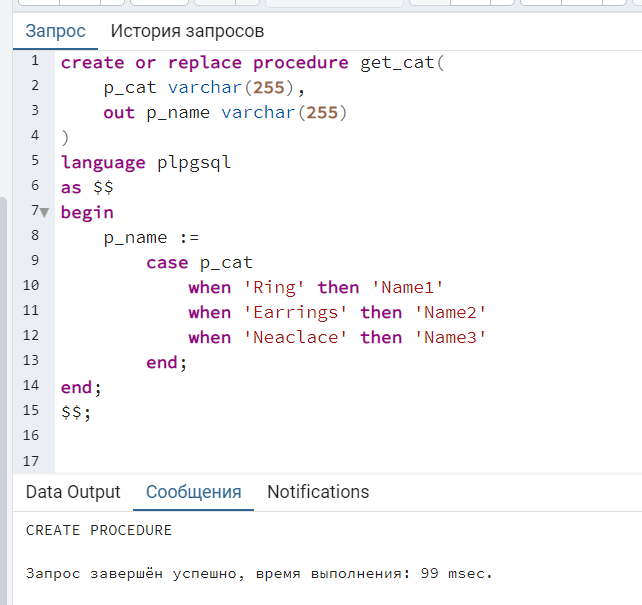 Запрос История запросов
1 create or replace procedure get_cat(
2 p_cat varchar(255),
3 out p_name varchar(255)
4 )
5 language plpgsql
6 as $$
7 begin
8 p_name :=
9 case p_cat
10 when 'Ring' then 'Name1'
11 when 'Earrings' then 'Name2'
12 when 'Neaclace' then 'Name3'
13 end;
14 end;
15 $$;
16
17
Data Output Сообщения Notifications
CREATE PROCEDURE
Запрос завершён успешно, время выполнения: 99 msec.